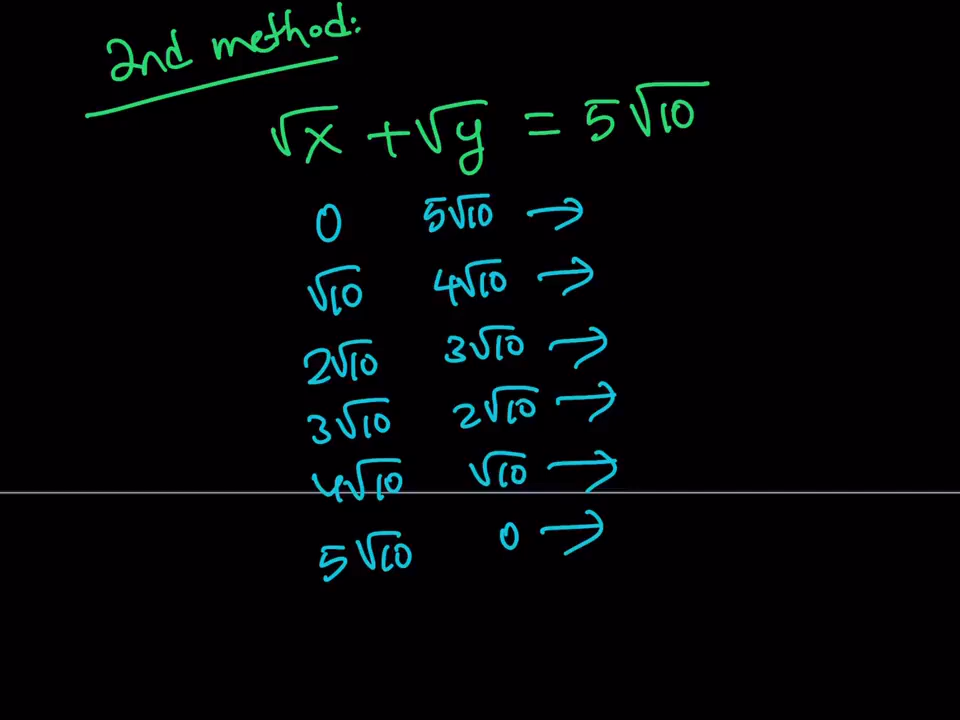 2nd method:
√x + √y = 5√10
0 5√10 →
√10 4√10 →
2√10 3√10 →
3√10 2√10 →
4√10 √10 →
5√10 0 →